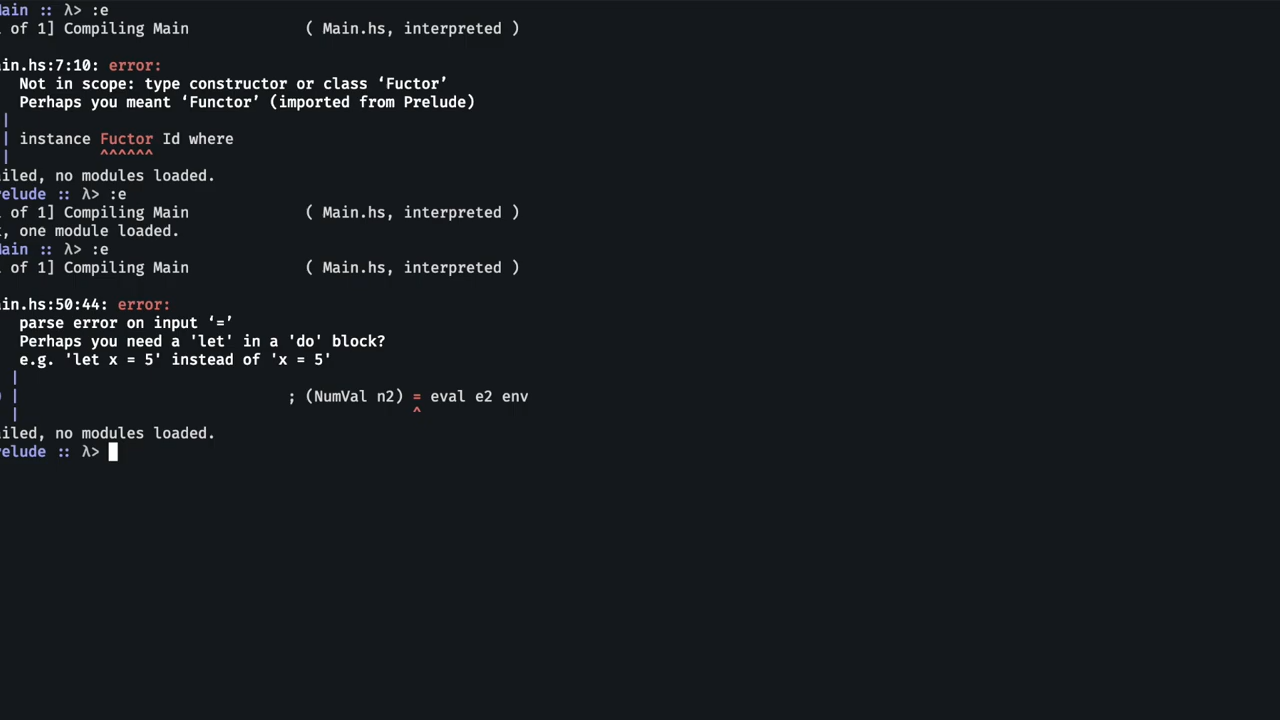 Main :: λ> :e
 of 1] Compiling Main ( Main.hs, interpreted )
in.hs:7:10: error:
Not in scope: type constructor or class ‘Fuctor’
Perhaps you meant ‘Functor’ (imported from Prelude)
|
| instance Fuctor Id where
| ^^^^^^
iled, no modules loaded.
relude :: λ> :e
 of 1] Compiling Main ( Main.hs, interpreted )
, one module loaded.
Main :: λ> :e
 of 1] Compiling Main ( Main.hs, interpreted )
in.hs:50:44: error:
parse error on input ‘=’
Perhaps you need a 'let' in a 'do' block?
e.g. 'let x = 5' instead of 'x = 5'
|
| ; (NumVal n2) = eval e2 env
| ^
iled, no modules loaded.
relude :: λ>